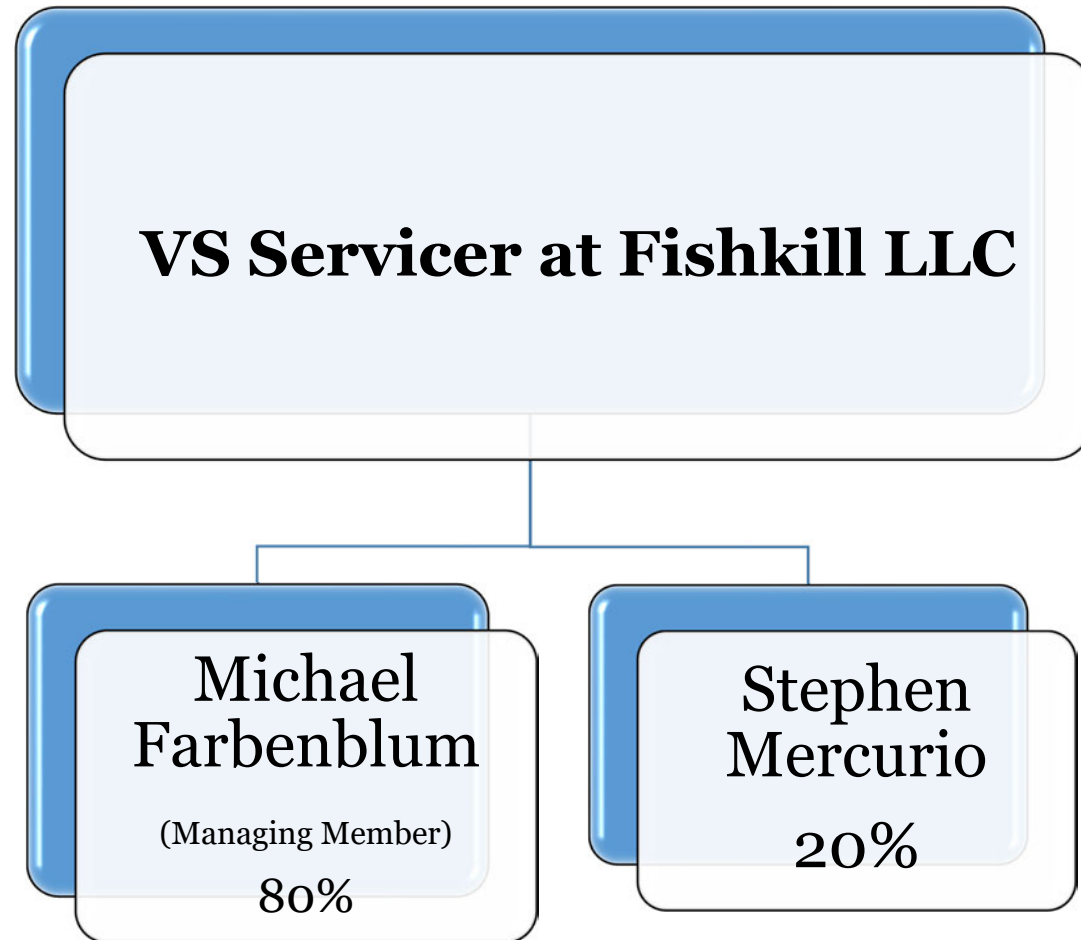 VS Servicer at Fishkill LLC
Michael
Farbenblum
(Managing Member)
80%
Stephen
Mercurio
20%